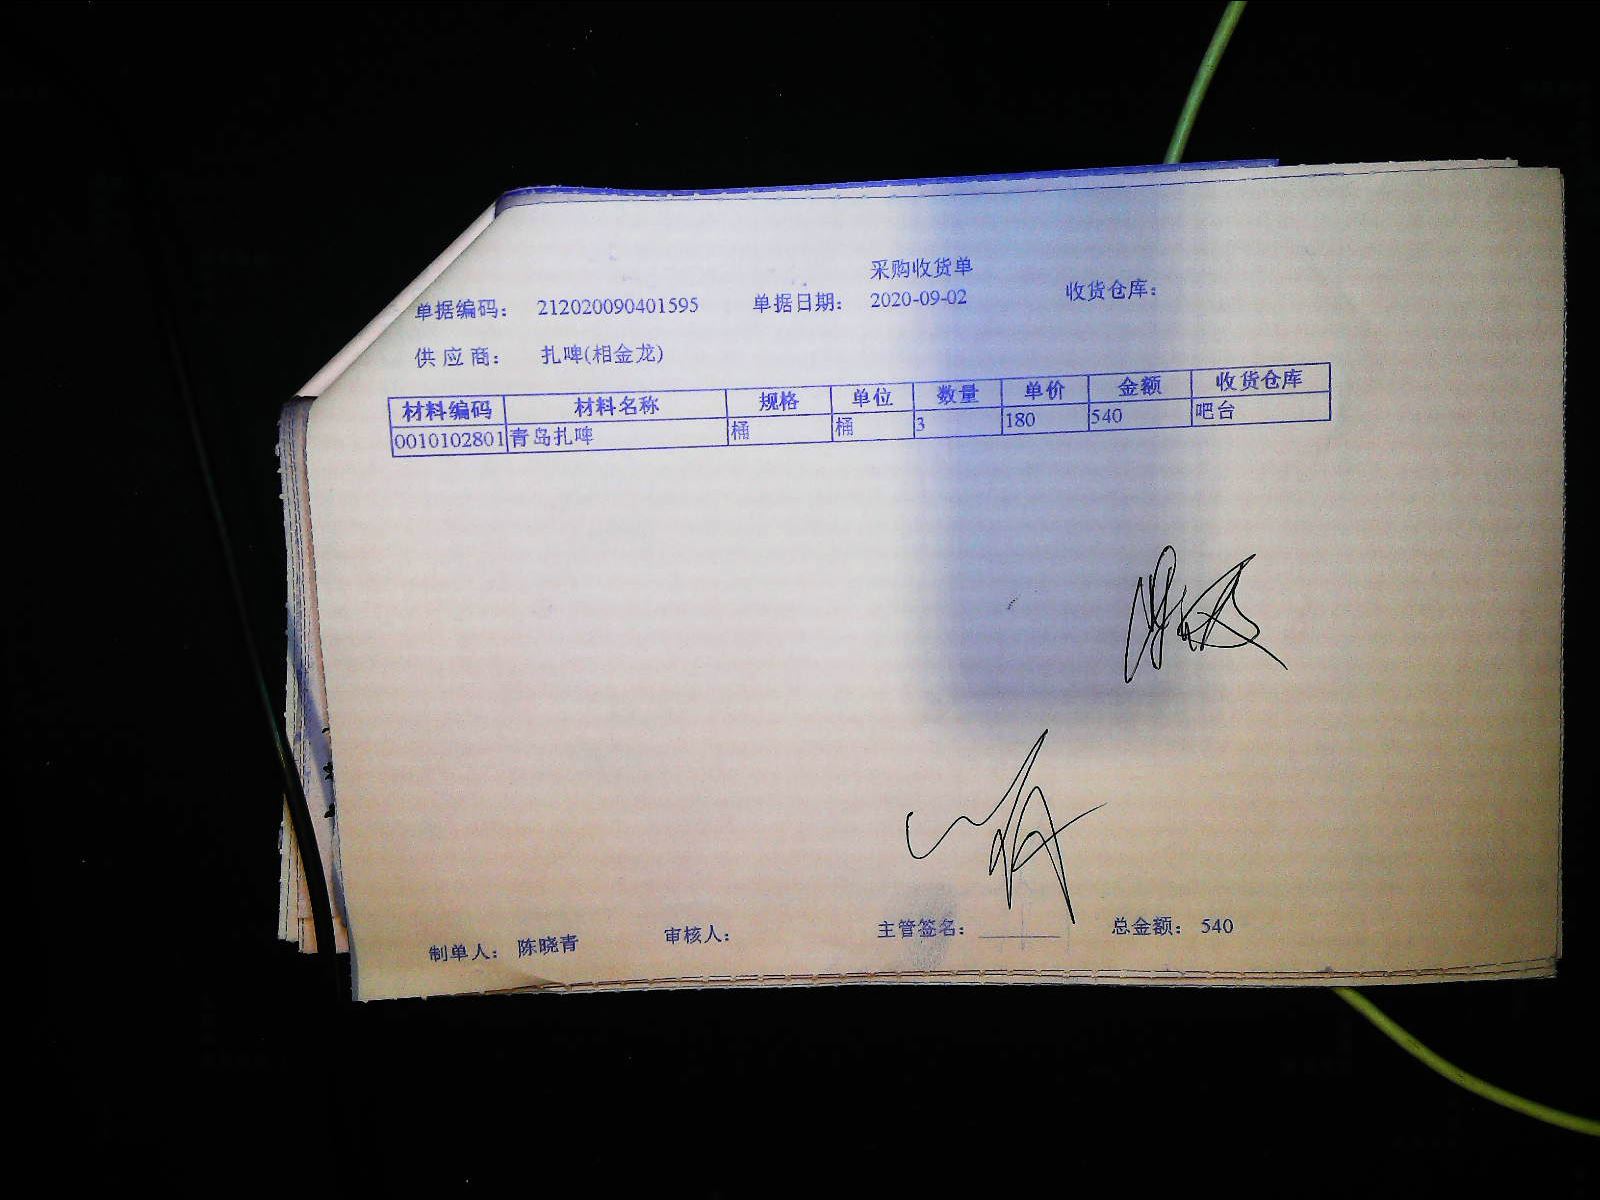 采购收货单
单据编码： 212020090401595 单据日期： 2020-09-02 收货仓库：
供应商： 扎啤(相金龙)
材料编码 材料名称 规格 单位 数量 单价 金额 收货仓库
0010102801 青岛扎啤 桶 桶 3 180 540 吧台
制单人： 陈晓青 审核人： 主管签名： 总金额： 540